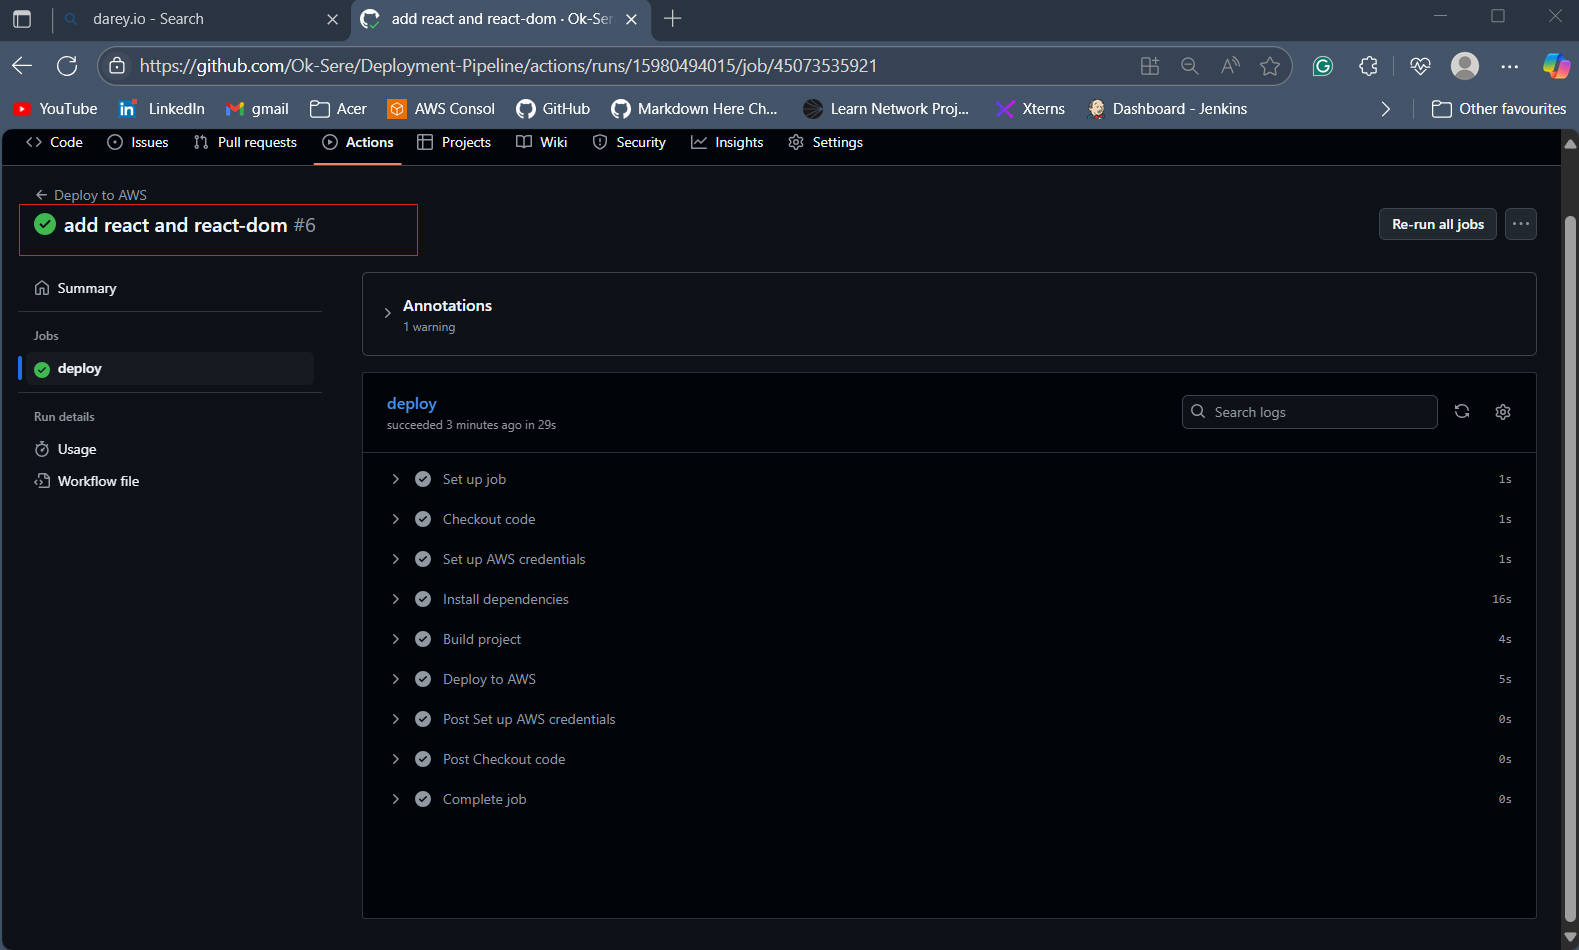 darey.io - Search
add react and react-dom · Ok-Ser
https://github.com/Ok-Sere/Deployment-Pipeline/actions/runs/15980494015/job/45073535921
YouTube LinkedIn gmail Acer AWS Consol GitHub Markdown Here Ch... Learn Network Proj... Xterns Dashboard - Jenkins Other favourites
Code Issues Pull requests Actions Projects Wiki Security Insights Settings
Deploy to AWS
add react and react-dom #6
Re-run all jobs
Summary
Jobs
deploy
Run details
Usage
Workflow file
Annotations
1 warning
deploy
succeeded 3 minutes ago in 29s
Search logs
Set up job 1s
Checkout code 1s
Set up AWS credentials 1s
Install dependencies 16s
Build project 4s
Deploy to AWS 5s
Post Set up AWS credentials 0s
Post Checkout code 0s
Complete job 0s